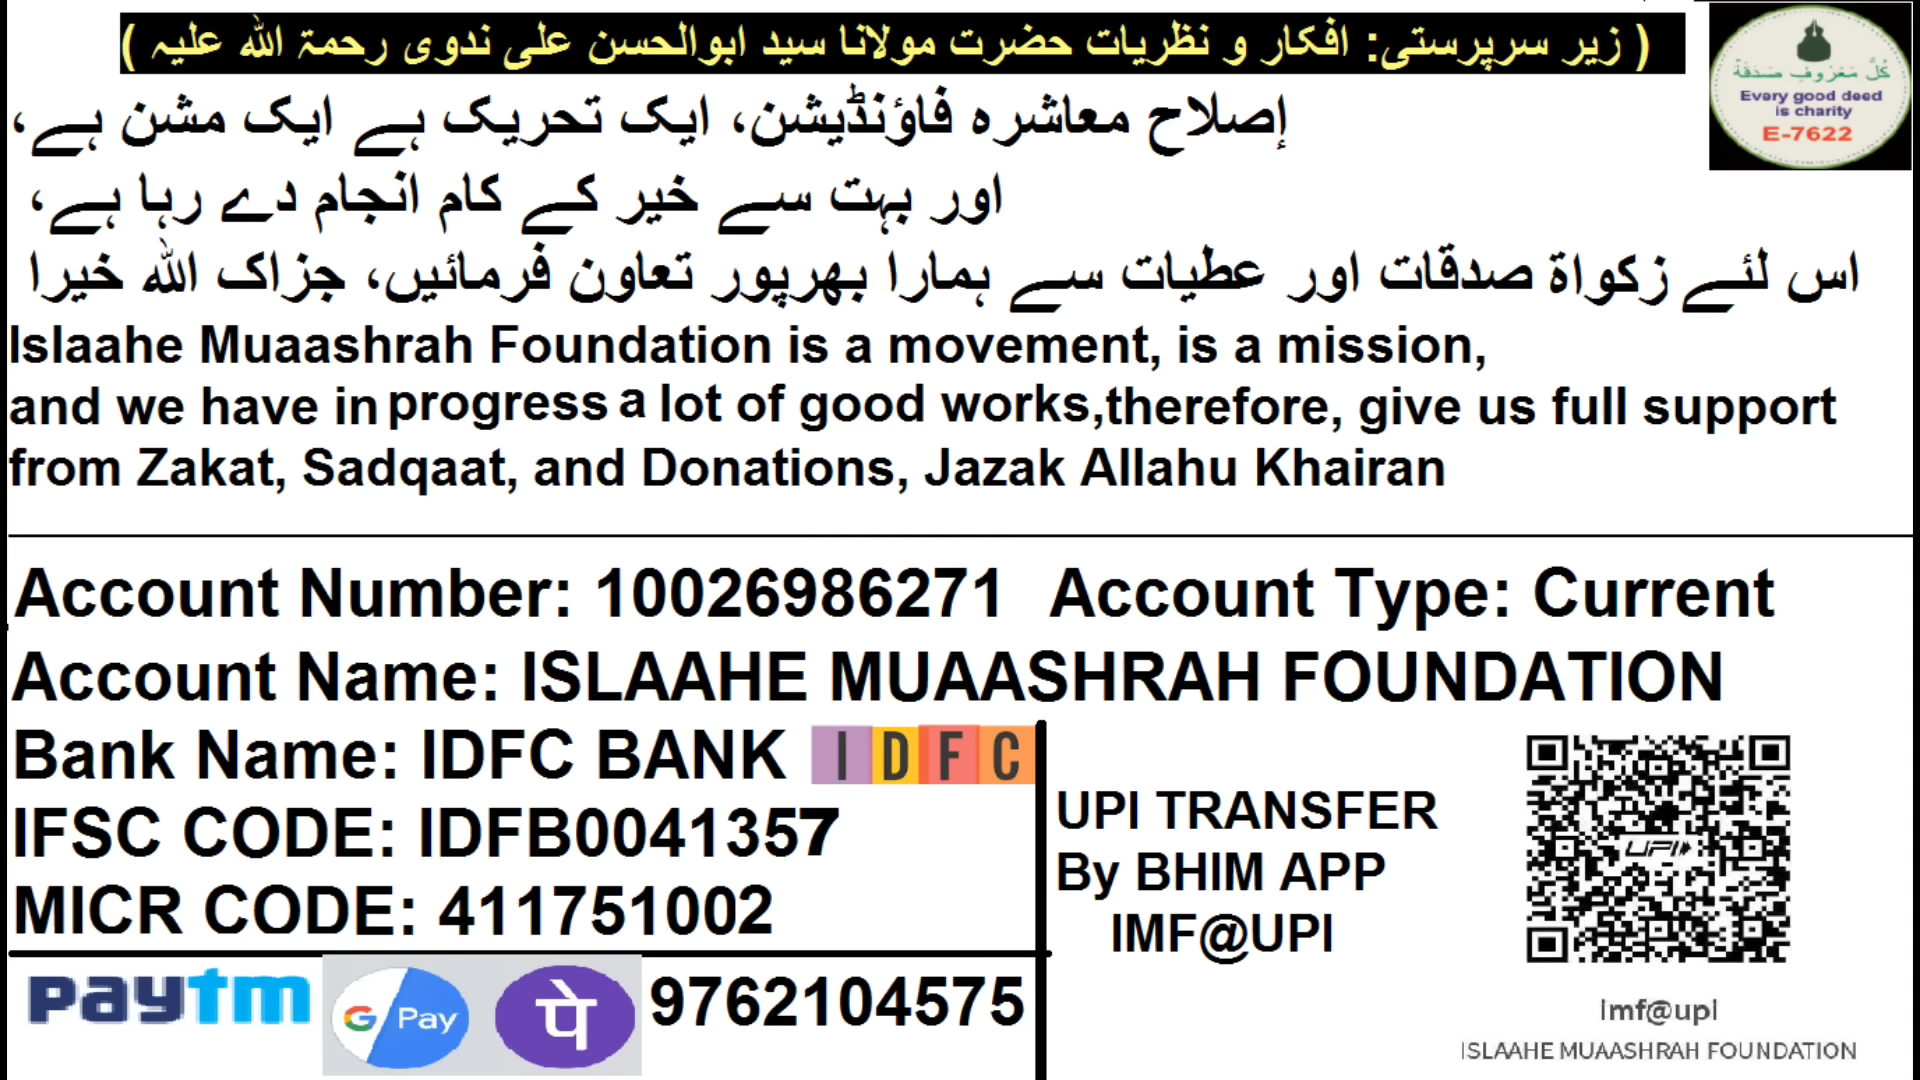 ( زیر سرپرستی: افکار و نظریات حضرت مولانا سید ابوالحسن علی ندوی رحمۃ اللہ علیہ )
كُلُّ مَعْرُوفٍ صَدَقَةٌ
Every good deed
is charity
E-7622
إصلاح معاشرہ فاؤنڈیشن، ایک تحریک ہے ایک مشن ہے،
اور بہت سے خیر کے کام انجام دے رہا ہے،
اس لئے زکواۃ صدقات اور عطیات سے ہمارا بھرپور تعاون فرمائیں، جزاک اللہ خیرا
Islaahe Muaashrah Foundation is a movement, is a mission,
and we have in progress a lot of good works,therefore, give us full support
from Zakat, Sadqaat, and Donations, Jazak Allahu Khairan
Account Number: 10026986271 Account Type: Current
Account Name: ISLAAHE MUAASHRAH FOUNDATION
Bank Name: IDFC BANK IDFC
IFSC CODE: IDFB0041357
MICR CODE: 411751002
Paytm G Pay पे 9762104575
UPI TRANSFER
By BHIM APP
IMF@UPI
UPI
imf@upi
ISLAAHE MUAASHRAH FOUNDATION